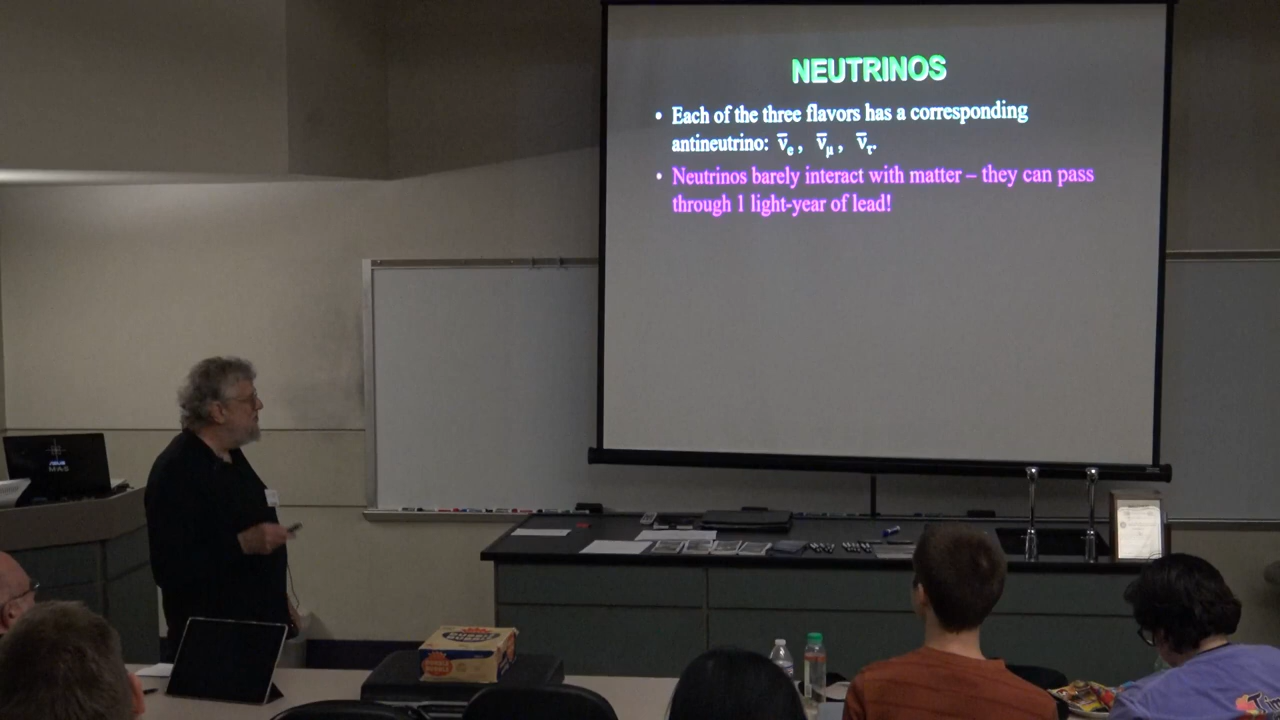 NEUTRINOS
• Each of the three flavors has a corresponding
antineutrino: ν̅e , ν̅μ , ν̅τ.
• Neutrinos barely interact with matter – they can pass
through 1 light-year of lead!